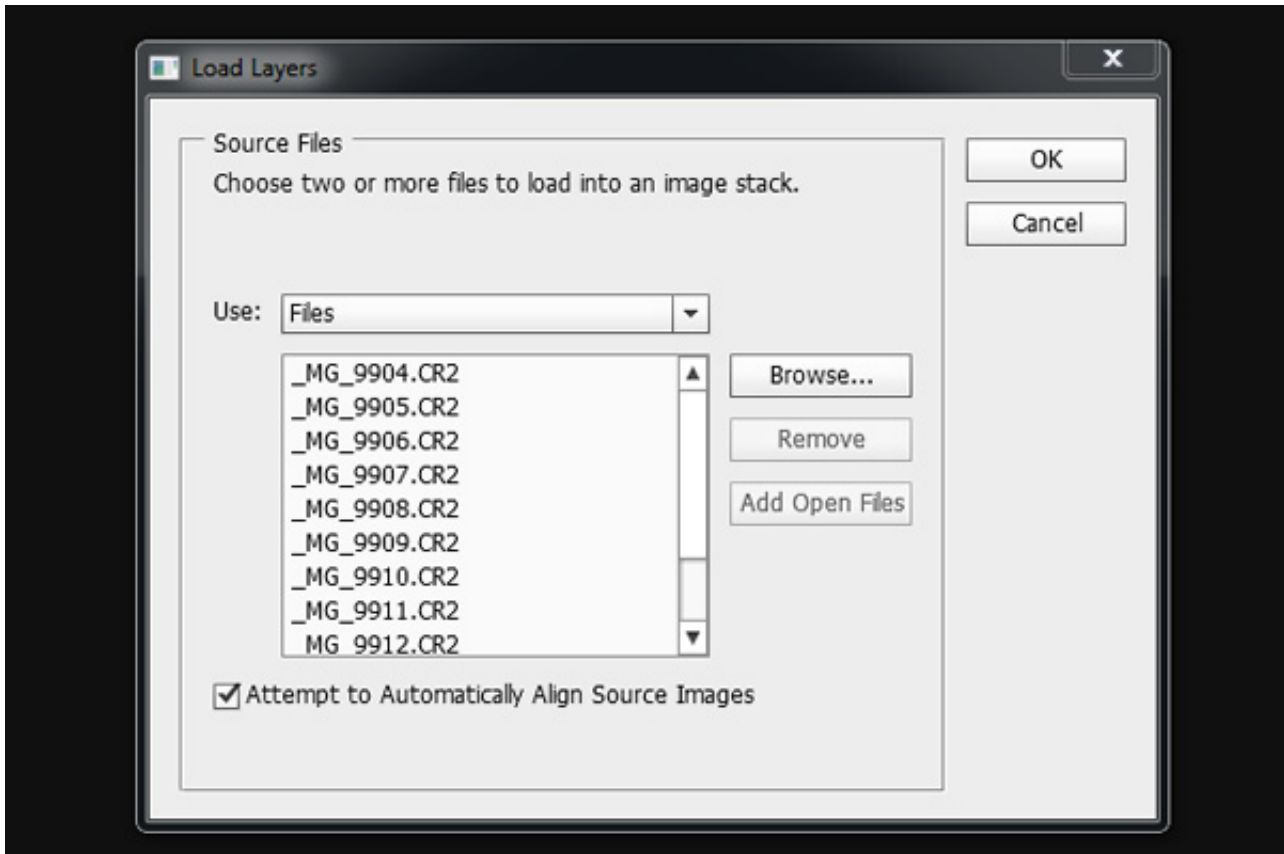 Load Layers
X
Source Files
Choose two or more files to load into an image stack.
OK
Cancel
Use: Files
_MG_9904.CR2
_MG_9905.CR2
_MG_9906.CR2
_MG_9907.CR2
_MG_9908.CR2
_MG_9909.CR2
_MG_9910.CR2
_MG_9911.CR2
_MG_9912.CR2
Browse...
Remove
Add Open Files
Attempt to Automatically Align Source Images